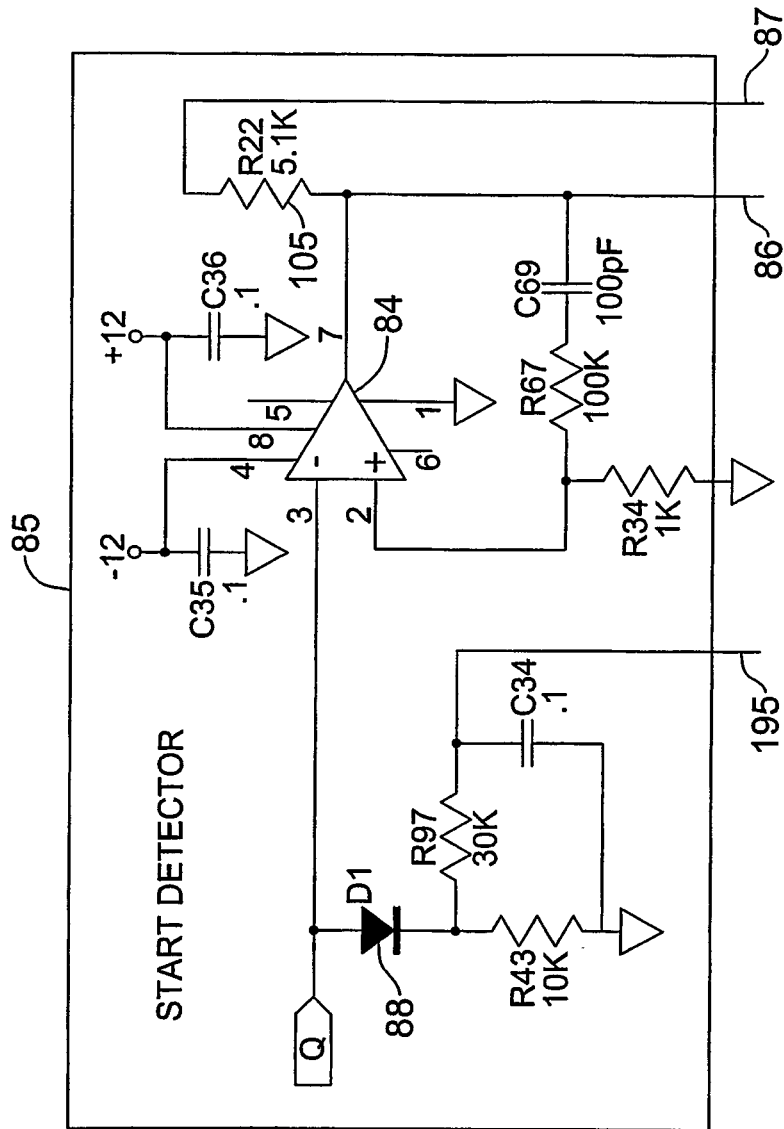 85
START DETECTOR
-12
+12
C35
.1
C36
.1
R22
5.1K
105
4
8
5
7
84
3
-
2
+
6
1
Q
D1
88
R97
30K
C34
.1
R43
10K
R67
100K
C69
100pF
R34
1K
195
86
87